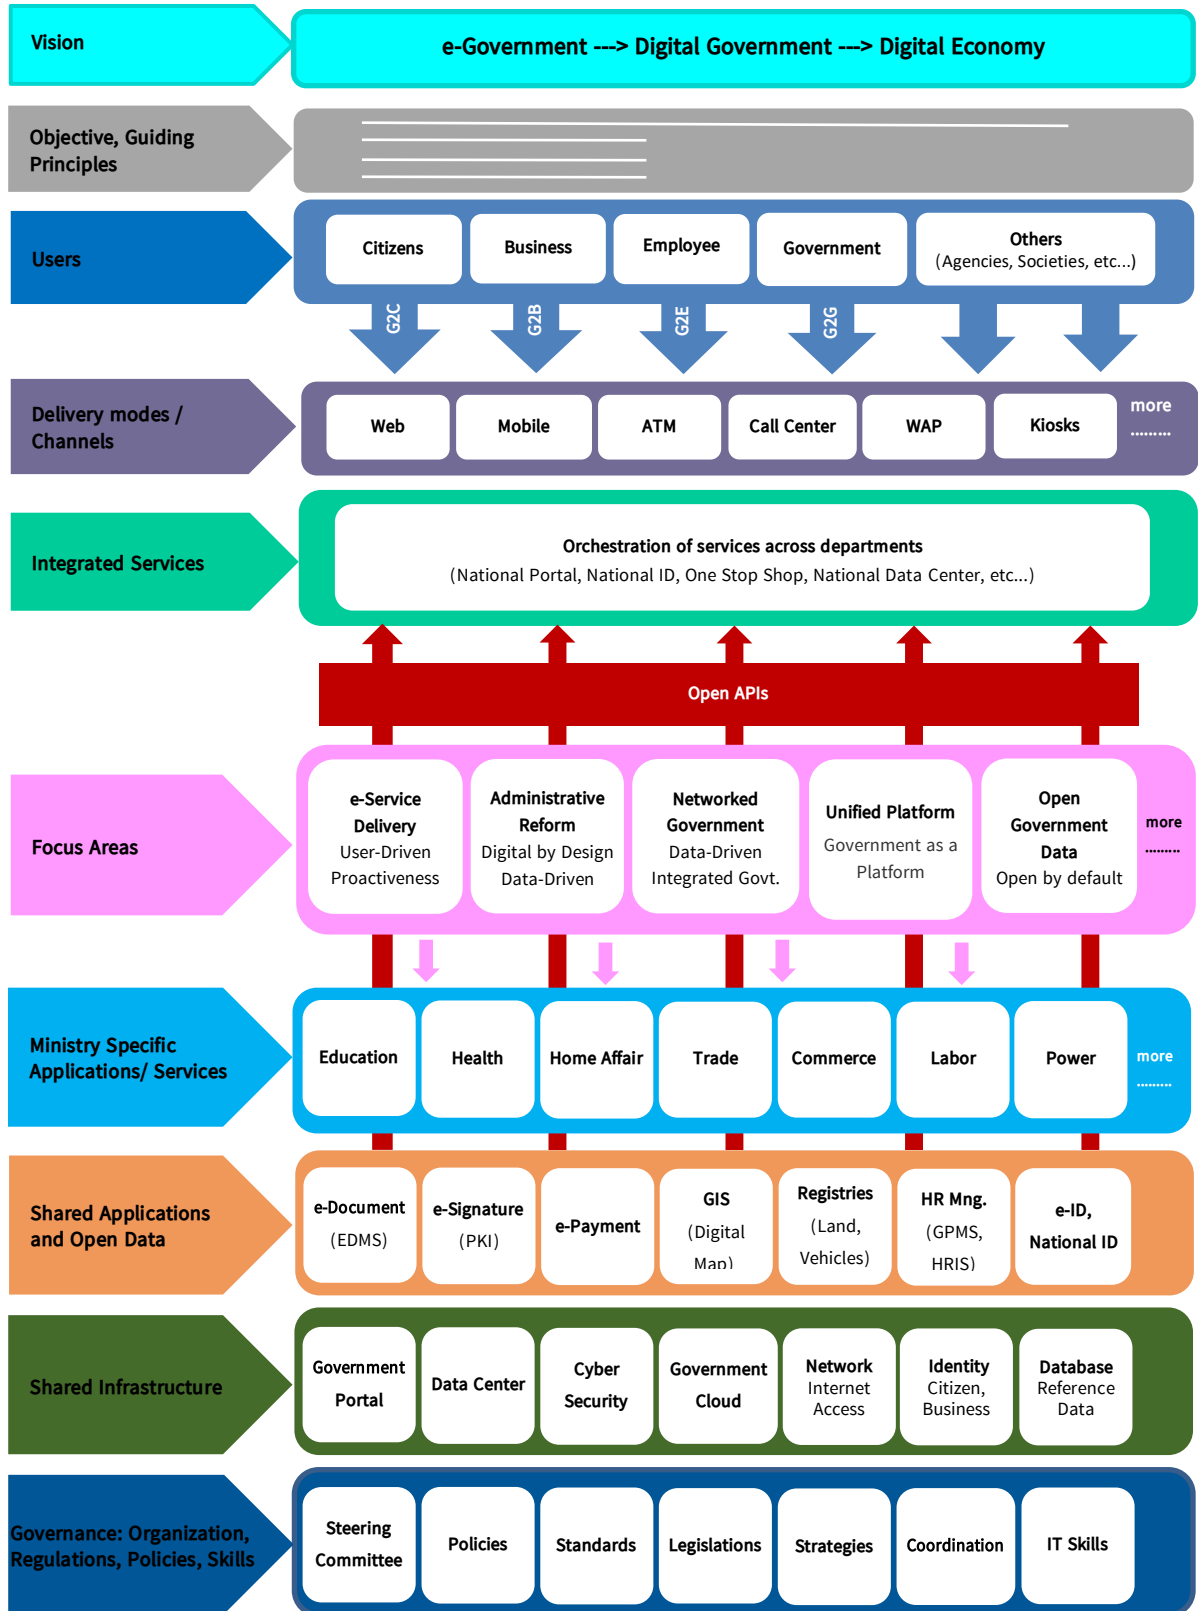 Vision
e-Government ---> Digital Government ---> Digital Economy
Objective, Guiding
Principles
Users
Citizens
Business
Employee
Government
Others
(Agencies, Societies, etc...)
G2C
G2B
G2E
G2G
Delivery modes /
Channels
Web
Mobile
ATM
Call Center
WAP
Kiosks
more
.........
Integrated Services
Orchestration of services across departments
(National Portal, National ID, One Stop Shop, National Data Center, etc...)
Open APIs
Focus Areas
e-Service
Delivery
User-Driven
Proactiveness
Administrative
Reform
Digital by Design
Data-Driven
Networked
Government
Data-Driven
Integrated Govt.
Unified Platform
Government as a
Platform
Open
Government
Data
Open by default
more
.........
Ministry Specific
Applications/ Services
Education
Health
Home Affair
Trade
Commerce
Labor
Power
more
.........
Shared Applications
and Open Data
e-Document
(EDMS)
e-Signature
(PKI)
e-Payment
GIS
(Digital
Map)
Registries
(Land,
Vehicles)
HR Mng.
(GPMS,
HRIS)
e-ID,
National ID
Shared Infrastructure
Government
Portal
Data Center
Cyber
Security
Government
Cloud
Network
Internet
Access
Identity
Citizen,
Business
Database
Reference
Data
Governance: Organization,
Regulations, Policies, Skills
Steering
Committee
Policies
Standards
Legislations
Strategies
Coordination
IT Skills